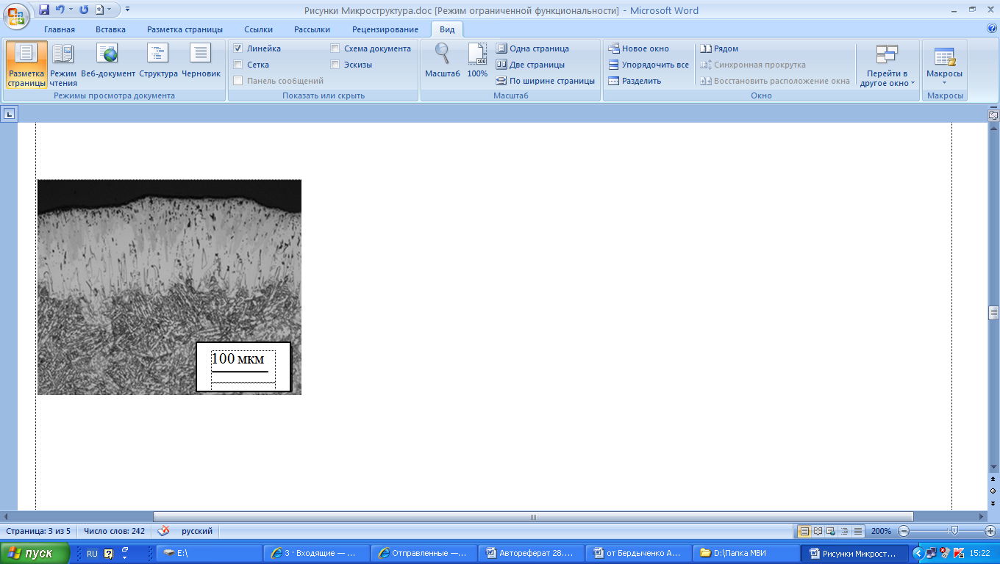 Рисунки Микроструктура.doc [Режим ограниченной функциональности] - Microsoft Word
Главная Вставка Разметка страницы Ссылки Рассылки Рецензирование Вид
Разметка страницы
Режим чтения
Веб-документ
Структура
Черновик
Режимы просмотра документа
Линейка
Сетка
Панель сообщений
Схема документа
Эскизы
Показать или скрыть
Масштаб
100%
Одна страница
Две страницы
По ширине страницы
Масштаб
Новое окно
Упорядочить все
Разделить
Рядом
Синхронная прокрутка
Восстановить расположение окна
Перейти в другое окно
Окно
Макросы
Макросы
100 мкм
Страница: 3 из 5 Число слов: 242 русский 200%
пуск RU E:\ 3 · Входящие — ... Отправленные —... Автореферат 28.... от Бердыченко А... D:\Папка МВИ Рисунки Микрост... 15:22